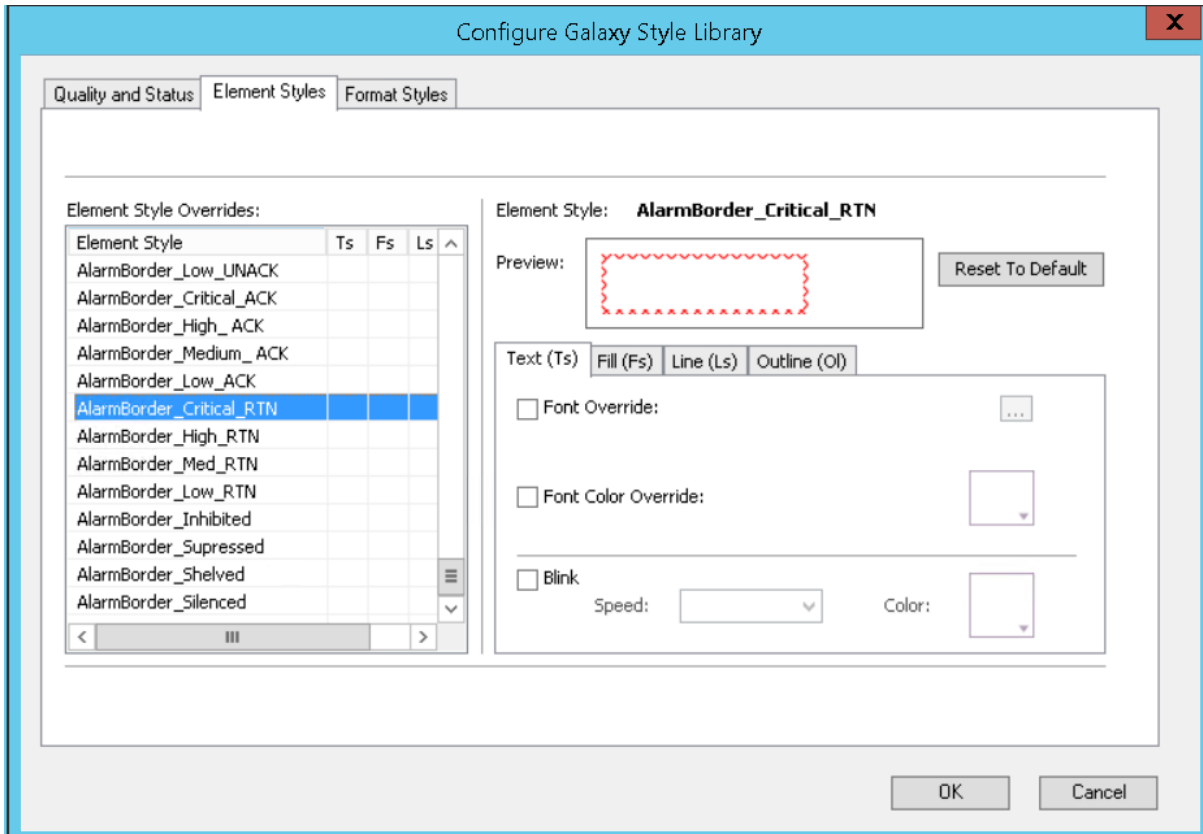 Configure Galaxy Style Library
X
Quality and Status
Element Styles
Format Styles
Element Style Overrides:
Element Style Ts Fs Ls
AlarmBorder_Low_UNACK
AlarmBorder_Critical_ACK
AlarmBorder_High_ ACK
AlarmBorder_Medium_ ACK
AlarmBorder_Low_ACK
AlarmBorder_Critical_RTN
AlarmBorder_High_RTN
AlarmBorder_Med_RTN
AlarmBorder_Low_RTN
AlarmBorder_Inhibited
AlarmBorder_Supressed
AlarmBorder_Shelved
AlarmBorder_Silenced
Element Style: AlarmBorder_Critical_RTN
Preview:
Reset To Default
Text (Ts) Fill (Fs) Line (Ls) Outline (Ol)
Font Override:
...
Font Color Override:
Blink
Speed: Color:
OK Cancel